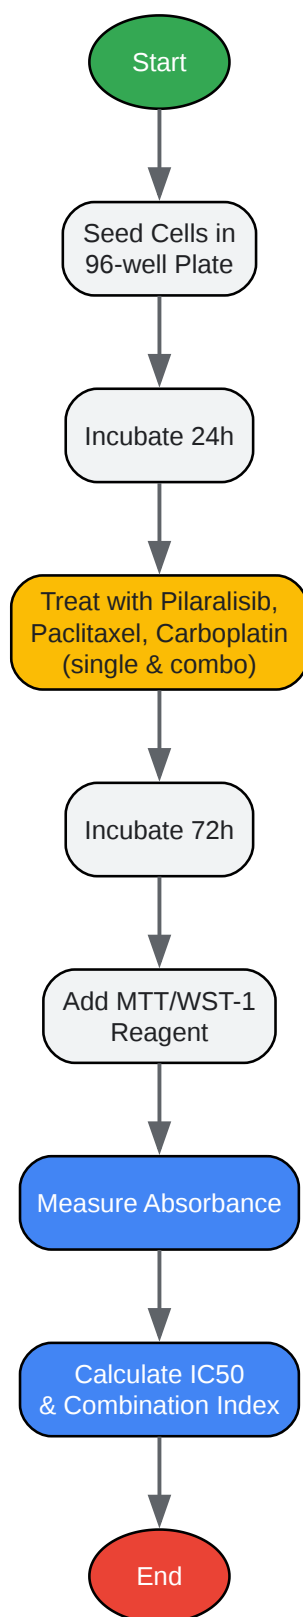 Start
Seed Cells in
96-well Plate
Incubate 24h
Treat with Pilaralisib,
Paclitaxel, Carboplatin
(single & combo)
Incubate 72h
Add MTT/WST-1
Reagent
Measure Absorbance
Calculate IC50
& Combination Index
End